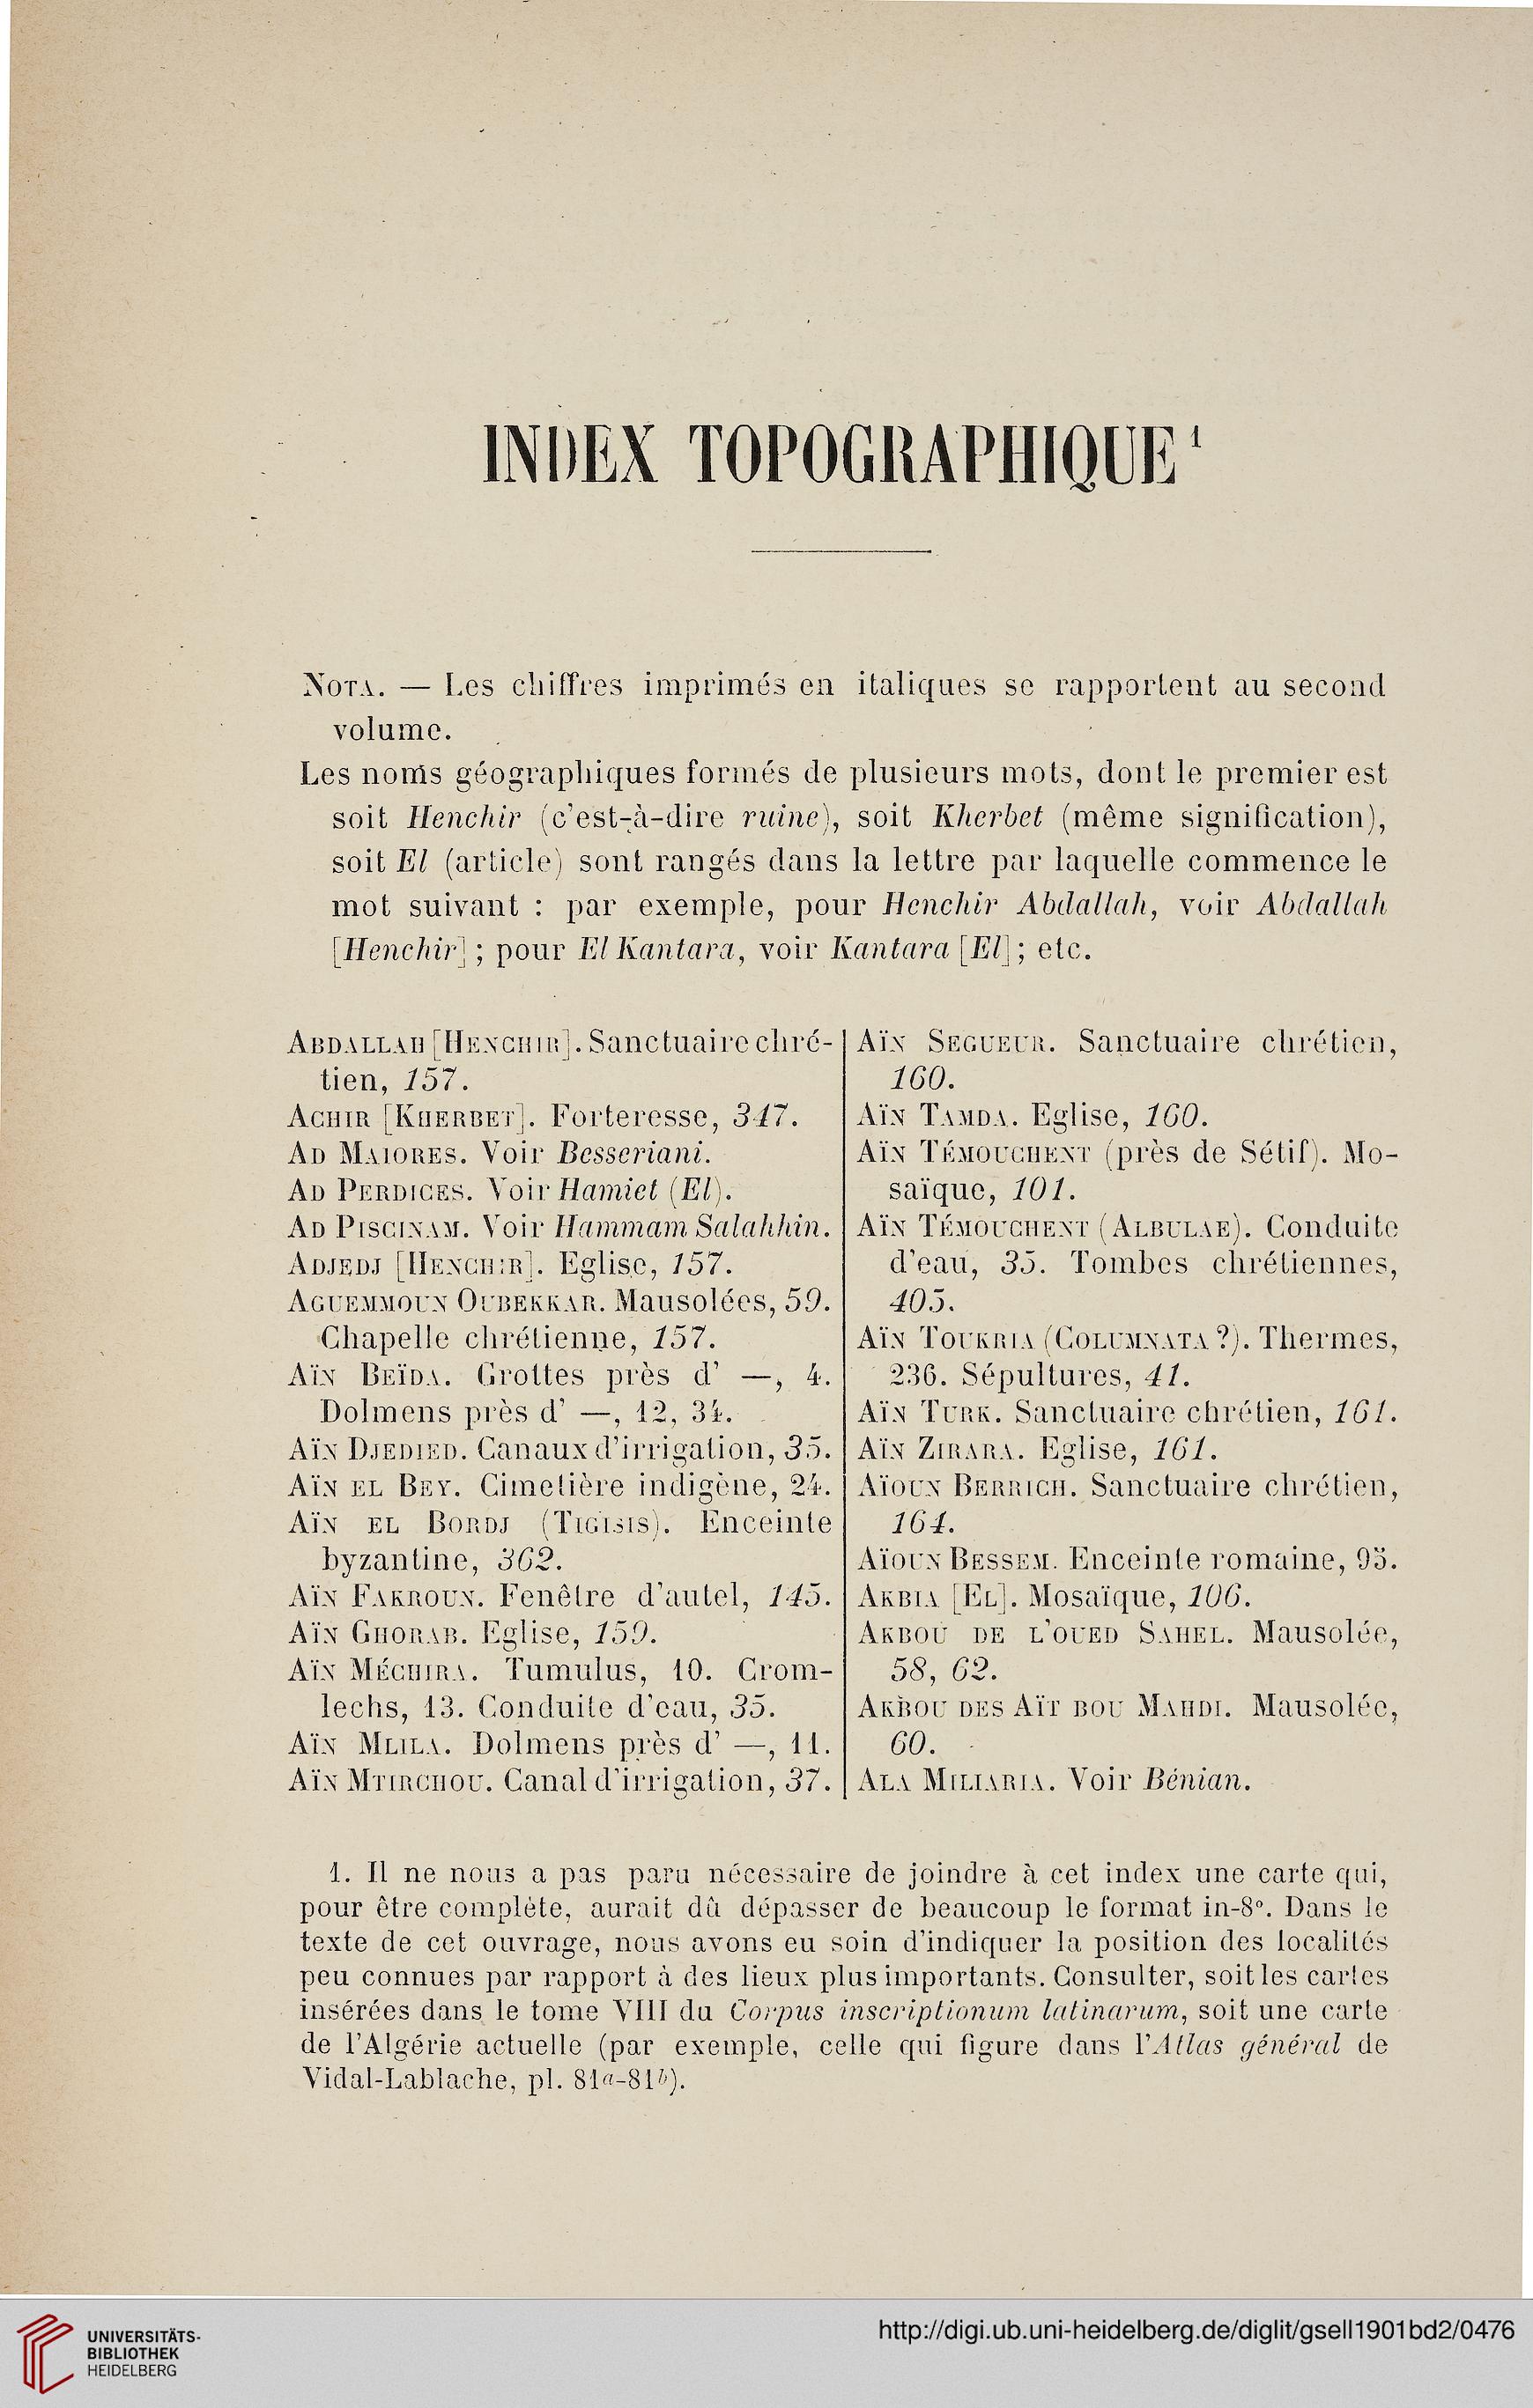 INDEX TOPOGRAPHIQUE¹
NOTA. — Les chiffres imprimés en italiques se rapportent au second
volume.
Les noms géographiques formés de plusieurs mots, dont le premier est
soit Henchir (c'est-à-dire ruine), soit Kherbet (même signification),
soit El (article) sont rangés dans la lettre par laquelle commence le
mot suivant : par exemple, pour Henchir Abdallah, voir Abdallah
[Henchir] ; pour El Kantara, voir Kantara [El] ; etc.
ABDALLAH [HENCHIR]. Sanctuaire chré-
tien, 157.
ACHIR [KHERBET]. Forteresse, 347.
AD MAIORES. Voir Besseriani.
AD PERDICES. Voir Hamiet (El).
AD PISCINAM. Voir Hammam Salahhin.
ADJEDJ [HENCHIR]. Eglise, 157.
AGUEMMOUN OUBEKKAR. Mausolées, 59.
Chapelle chrétienne, 157.
AÏN BEÏDA. Grottes près d' —, 4.
Dolmens près d' —, 12, 34.
AÏN DJEDIED. Canaux d'irrigation, 35.
AÏN EL BEY. Cimetière indigène, 24.
AÏN EL BORDJ (TIGISIS). Enceinte
byzantine, 362.
AÏN FAKROUN. Fenêtre d'autel, 145.
AÏN GHORAB. Eglise, 159.
AÏN MÉCHIRA. Tumulus, 10. Crom-
lechs, 13. Conduite d'eau, 35.
AÏN MLILA. Dolmens près d' —, 11.
AÏN MTIRCHOU. Canal d'irrigation, 37.
AÏN SEGUEUR. Sanctuaire chrétien,
160.
AÏN TAMDA. Eglise, 160.
AÏN TÉMOUCHENT (près de Sétif). Mo-
saïque, 101.
AÏN TÉMOUCHENT (ALBULAE). Conduite
d'eau, 35. Tombes chrétiennes,
405.
AÏN TOUKRIA (COLUMNATA ?). Thermes,
236. Sépultures, 41.
AÏN TURK. Sanctuaire chrétien, 161.
AÏN ZIRARA. Eglise, 161.
AÏOUN BERRICH. Sanctuaire chrétien,
164.
AÏOUN BESSEM. Enceinte romaine, 95.
AKBIA [EL]. Mosaïque, 106.
AKBOU DE L'OUED SAHEL. Mausolée,
58, 62.
AKBOU DES AÏT BOU MAHDI. Mausolée,
60.
ALA MILIARIA. Voir Bénian.
1. Il ne nous a pas paru nécessaire de joindre à cet index une carte qui,
pour être complète, aurait dû dépasser de beaucoup le format in-8°. Dans le
texte de cet ouvrage, nous avons eu soin d'indiquer la position des localités
peu connues par rapport à des lieux plus importants. Consulter, soit les cartes
insérées dans le tome VIII du Corpus inscriptionum latinarum, soit une carte
de l'Algérie actuelle (par exemple, celle qui figure dans l'Atlas général de
Vidal-Lablache, pl. 81a-81b).
UNIVERSITÄTS-
BIBLIOTHEK
HEIDELBERG
http://digi.ub.uni-heidelberg.de/diglit/gsell1901bd2/0476